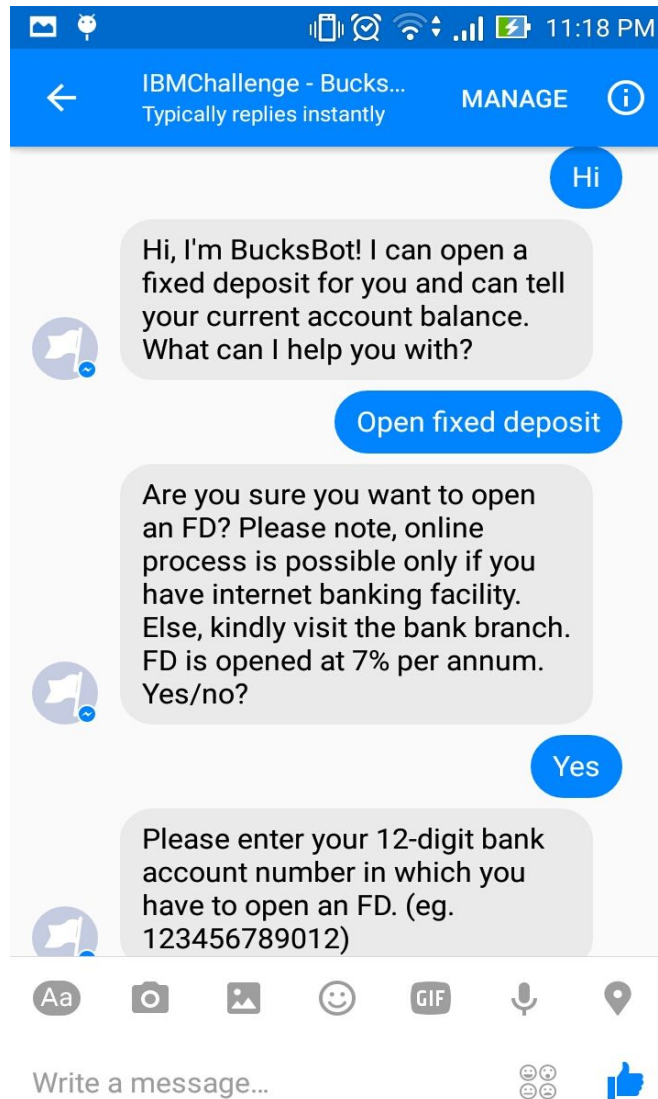 11:18 PM
IBMChallenge - Bucks...
Typically replies instantly
MANAGE
Hi
Hi, I'm BucksBot! I can open a
fixed deposit for you and can tell
your current account balance.
What can I help you with?
Open fixed deposit
Are you sure you want to open
an FD? Please note, online
process is possible only if you
have internet banking facility.
Else, kindly visit the bank branch.
FD is opened at 7% per annum.
Yes/no?
Yes
Please enter your 12-digit bank
account number in which you
have to open an FD. (eg.
123456789012)
Aa
GIF
Write a message...